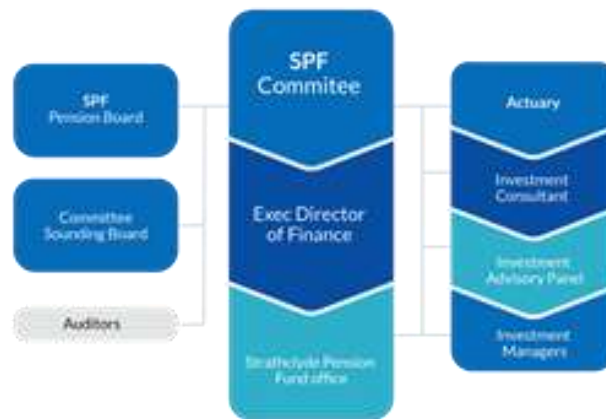 SPF
Pension Board
Committee
Sounding Board
Auditors
SPF
Commitee
Exec Director
of Finance
Strathclyde Pension
Fund office
Actuary
Investment
Consultant
Investment
Advisory Panel
Investment
Managers